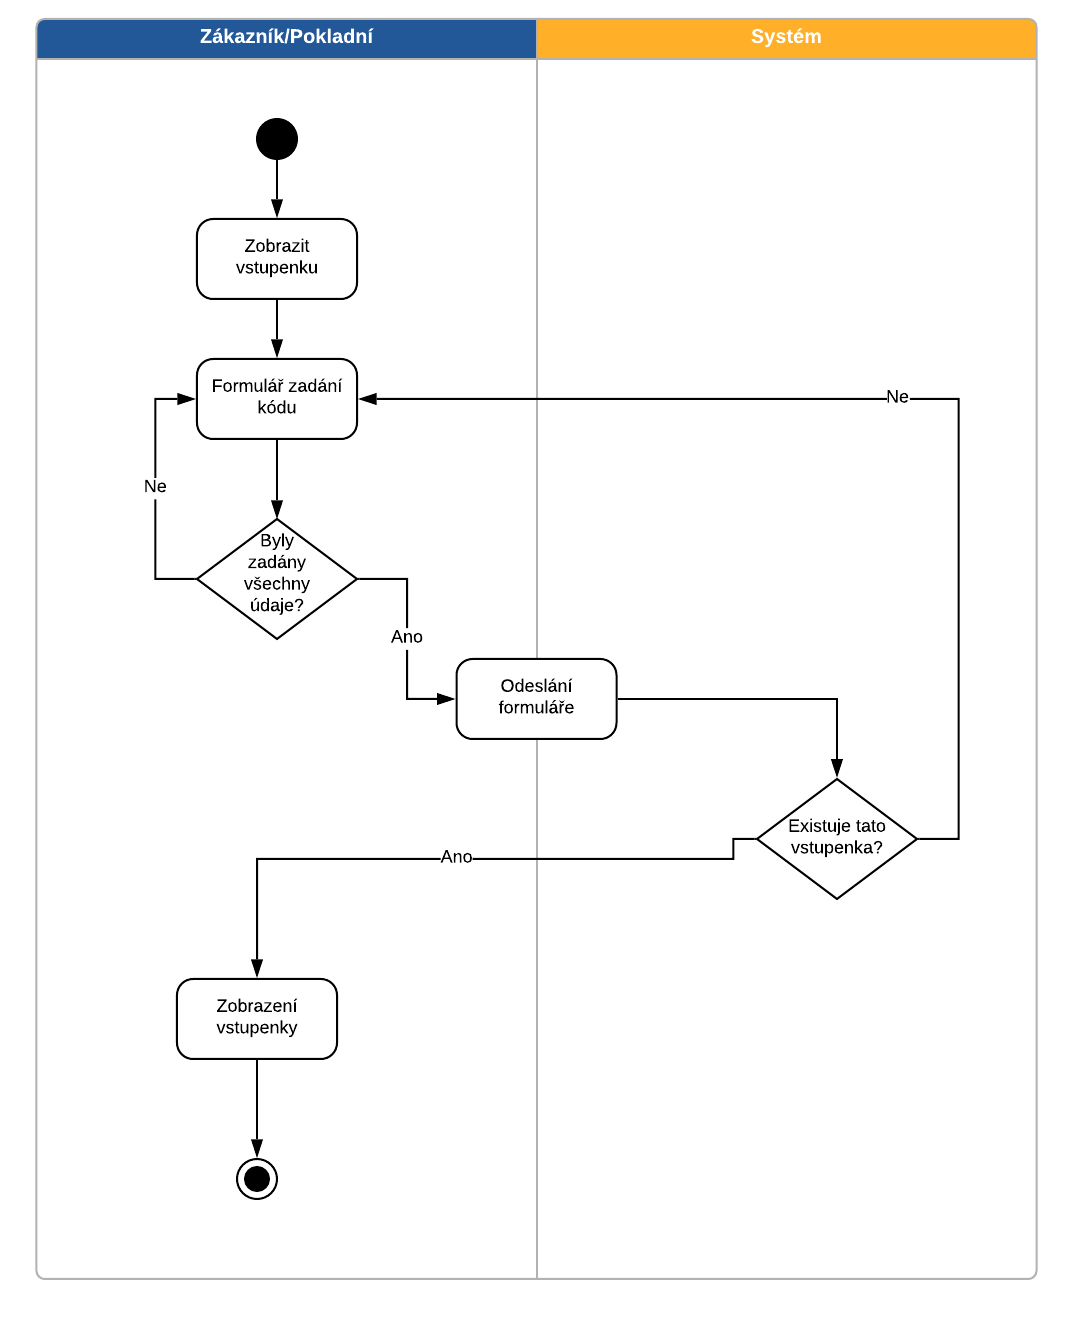 Zákazník/Pokladní
Systém
Zobrazit
vstupenku
Formulář zadání
kódu
Ne
Ne
Byly
zadány
všechny
údaje?
Ano
Odeslání
formuláře
Existuje tato
vstupenka?
Ano
Zobrazení
vstupenky